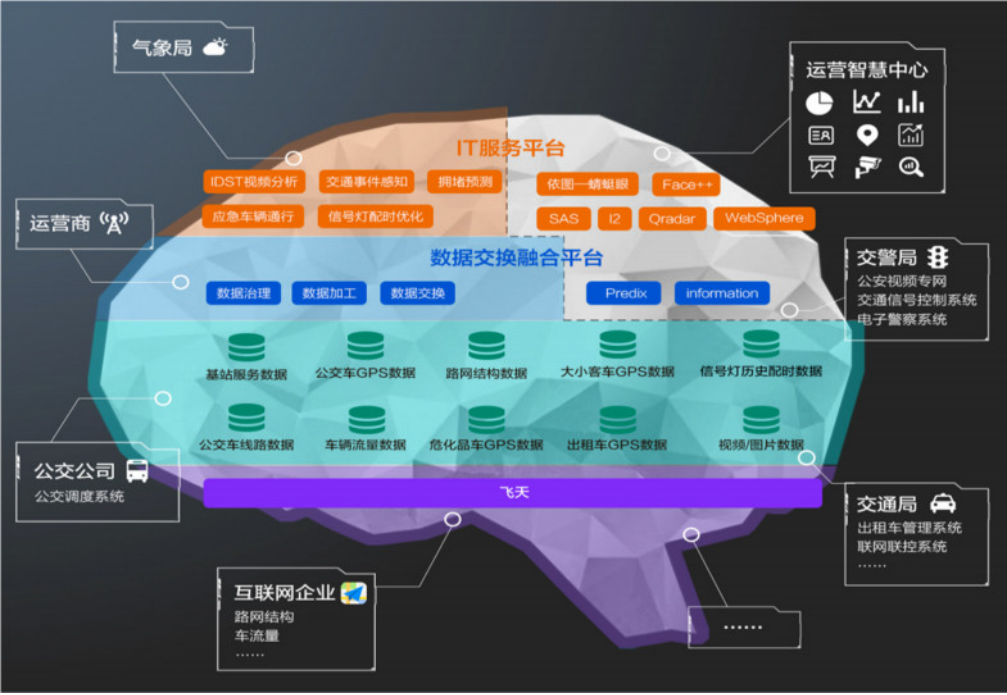 气象局
运营智慧中心
IT服务平台
IDST视频分析
交通事件感知
拥堵预测
依图—蜻蜓眼
Face++
应急车辆通行
信号灯配时优化
SAS
I2
Qradar
WebSphere
运营商
数据交换融合平台
数据治理
数据加工
数据交换
Predix
information
交警局
公安视频专网
交通信号控制系统
电子警察系统
基站服务数据
公交车GPS数据
路网结构数据
大小客车GPS数据
信号灯历史配时数据
公交车线路数据
车辆流量数据
危化品车GPS数据
出租车GPS数据
视频/图片数据
公交公司
公交调度系统
飞天
交通局
出租车管理系统
联网联控系统
……
互联网企业
路网结构
车流量
……
……